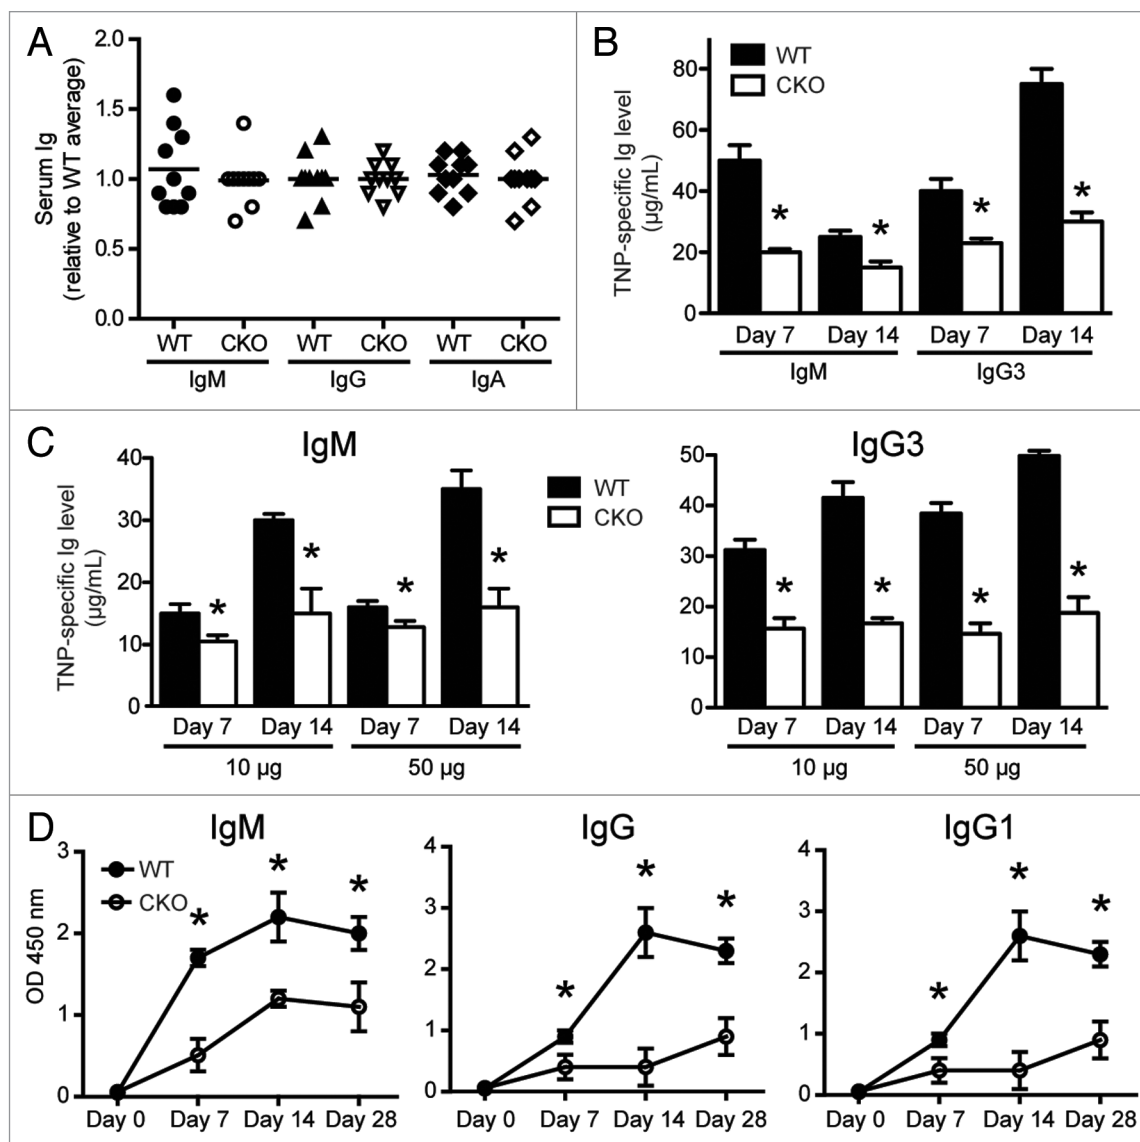 A
Serum Ig
(relative to WT average)
2.0
1.5
1.0
0.5
0.0
WT CKO WT CKO WT CKO
IgM IgG IgA
B
TNP-specific Ig level
(µg/mL)
WT
CKO
80
60
40
20
0
* * * *
Day 7 Day 14 Day 7 Day 14
IgM IgG3
C
IgM
TNP-specific Ig level
(µg/mL)
40
30
20
10
0
* * * *
Day 7 Day 14 Day 7 Day 14
10 µg 50 µg
WT
CKO
IgG3
50
40
30
20
10
0
* * * *
Day 7 Day 14 Day 7 Day 14
10 µg 50 µg
D
IgM
OD 450 nm
WT
CKO
3
2
1
0
* * *
Day 0 Day 7 Day 14 Day 28
IgG
4
3
2
1
0
* * *
Day 0 Day 7 Day 14 Day 28
IgG1
4
3
2
1
0
* * *
Day 0 Day 7 Day 14 Day 28